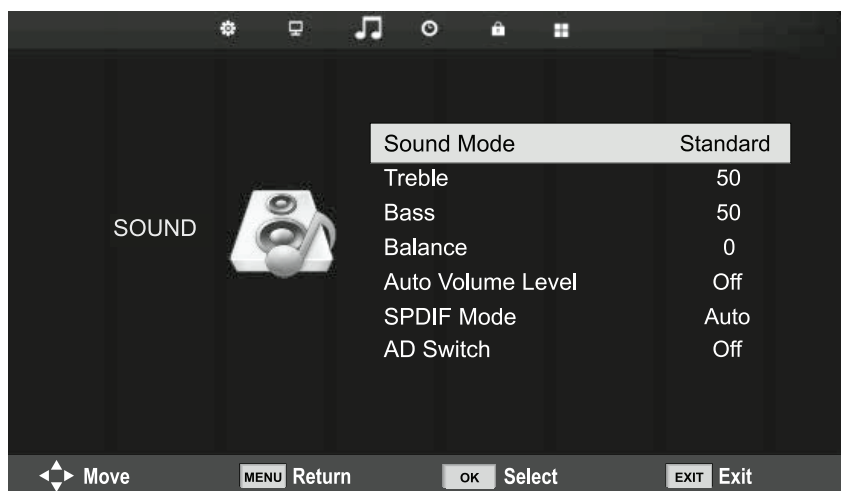 Sound Mode Standard
Treble 50
Bass 50
SOUND
Balance 0
Auto Volume Level Off
SPDIF Mode Auto
AD Switch Off
Move MENU Return OK Select EXIT Exit